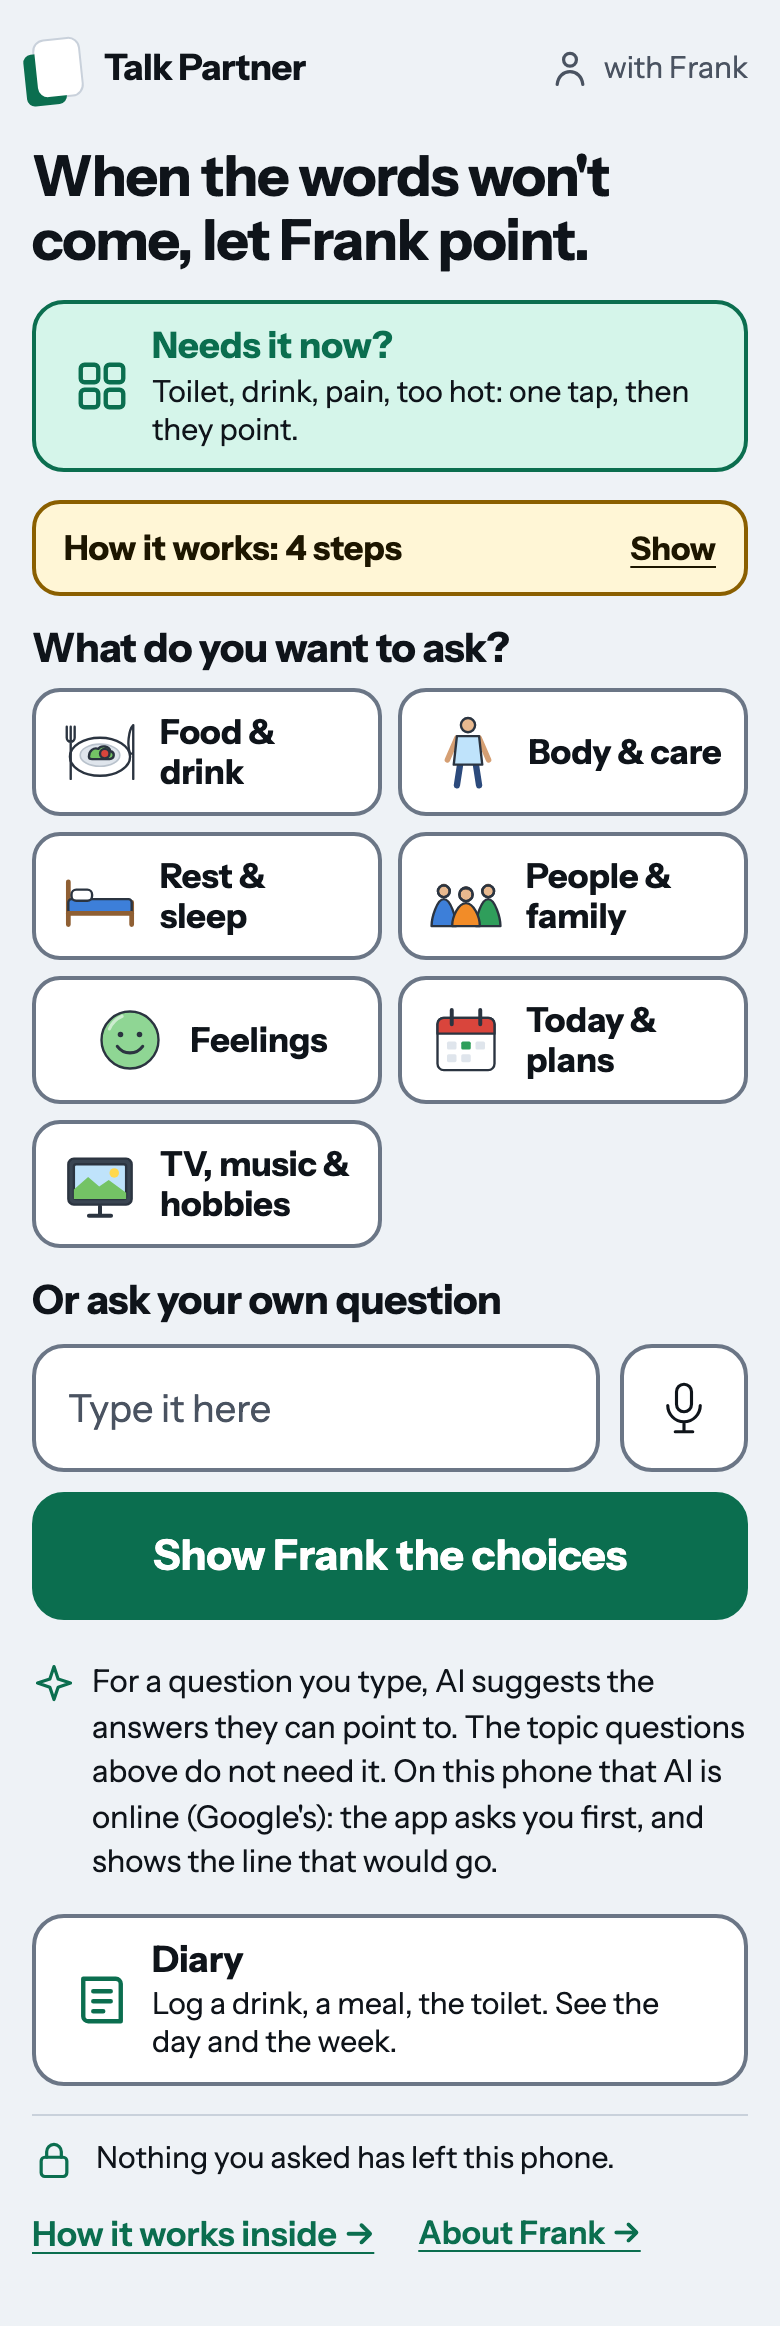 Talk Partner
with Frank
When the words won't
come, let Frank point.
Needs it now?
Toilet, drink, pain, too hot: one tap, then
they point.
How it works: 4 steps
Show
What do you want to ask?
Food &
drink
Body & care
Rest &
sleep
People &
family
Feelings
Today &
plans
TV, music &
hobbies
Or ask your own question
Type it here
Show Frank the choices
For a question you type, AI suggests the
answers they can point to. The topic questions
above do not need it. On this phone that AI is
online (Google's): the app asks you first, and
shows the line that would go.
Diary
Log a drink, a meal, the toilet. See the
day and the week.
Nothing you asked has left this phone.
How it works inside →
About Frank →